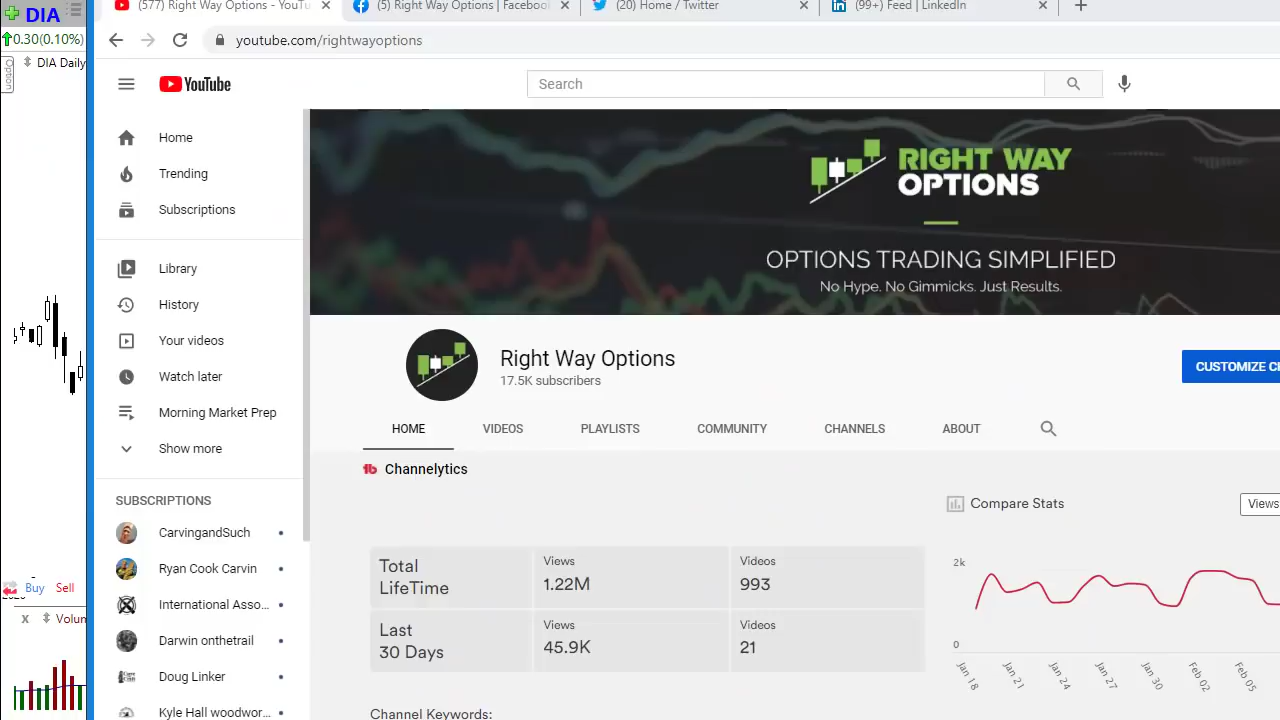 DIA
0.30(0.10%)
Option
DIA Daily
Buy
Sell
x
Volun
(577) Right Way Options - YouTu
(5) Right Way Options | Facebook
(20) Home / Twitter
(99+) Feed | LinkedIn
youtube.com/rightwayoptions
YouTube
Search
Home
Trending
Subscriptions
Library
History
Your videos
Watch later
Morning Market Prep
Show more
SUBSCRIPTIONS
CarvingandSuch
Ryan Cook Carvin
International Asso...
Darwin onthetrail
Doug Linker
Kyle Hall woodwor...
RIGHT WAY
OPTIONS
OPTIONS TRADING SIMPLIFIED
No Hype. No Gimmicks. Just Results.
Right Way Options
17.5K subscribers
CUSTOMIZE C
HOME
VIDEOS
PLAYLISTS
COMMUNITY
CHANNELS
ABOUT
tb Channelytics
Compare Stats
Views
Total
LifeTime
Views
1.22M
Videos
993
Last
30 Days
Views
45.9K
Videos
21
2k
0
Jan 18
Jan 21
Jan 24
Jan 27
Jan 30
Feb 02
Feb 05
Channel Keywords: